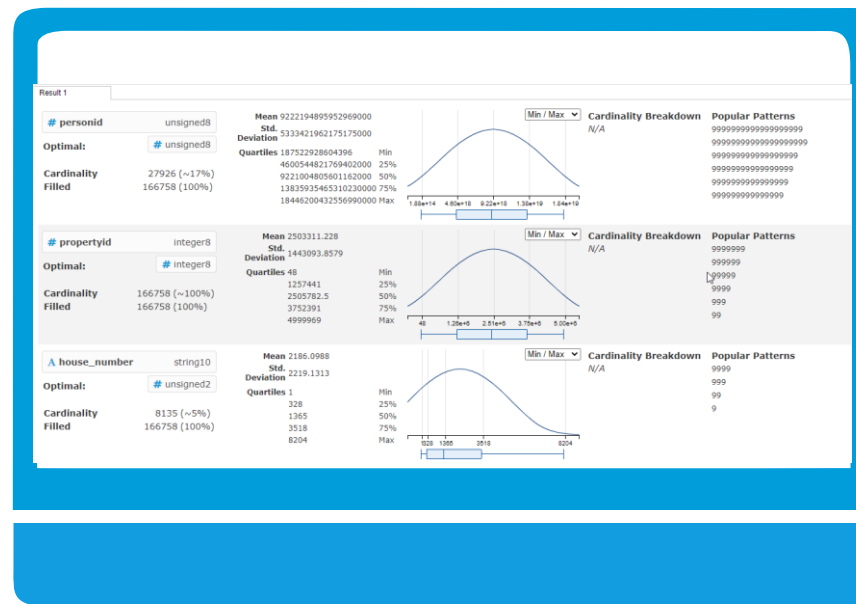 Result 1
# personid unsigned8
Optimal: # unsigned8
Cardinality 27926 (~17%)
Filled 166758 (100%)
Mean 9222194895952969000
Std. Deviation 5333421962175175000
Quartiles 187522928604396 Min
4600544821769402000 25%
9221004805601162000 50%
13835935465310230000 75%
18446200432556990000 Max
Min / Max
1.88e+14 4.60e+18 9.22e+18 1.38e+19 1.84e+19
Cardinality Breakdown
N/A
Popular Patterns
9999999999999999999
99999999999999999999
999999999999999999
99999999999999999
9999999999999999
999999999999999
# propertyid integer8
Optimal: # integer8
Cardinality 166758 (~100%)
Filled 166758 (100%)
Mean 2503311.228
Std. Deviation 1443093.8579
Quartiles 48 Min
1257441 25%
2505782.5 50%
3752391 75%
4999969 Max
Min / Max
48 1.26e+6 2.51e+6 3.75e+6 5.00e+6
Cardinality Breakdown
N/A
Popular Patterns
9999999
999999
99999
9999
999
99
A house_number string10
Optimal: # unsigned2
Cardinality 8135 (~5%)
Filled 166758 (100%)
Mean 2186.0988
Std. Deviation 2219.1313
Quartiles 1 Min
328 25%
1365 50%
3518 75%
8204 Max
Min / Max
1365 3518 8204
Cardinality Breakdown
N/A
Popular Patterns
9999
999
99
9